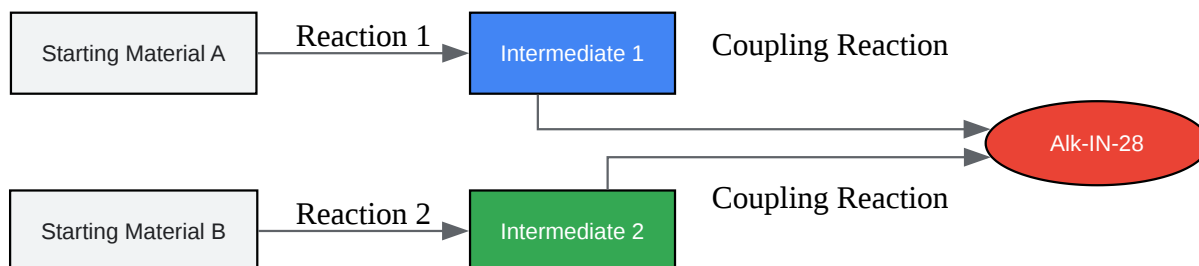 Starting Material A
Reaction 1
Intermediate 1
Coupling Reaction
Alk-IN-28
Starting Material B
Reaction 2
Intermediate 2
Coupling Reaction